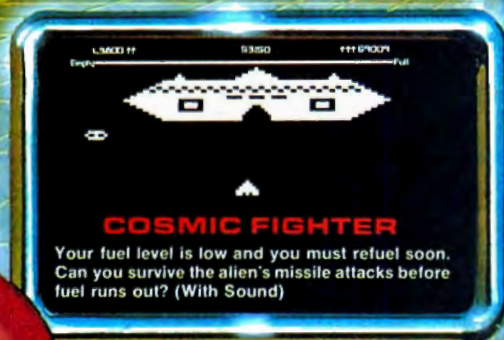 53150
Empty Full
COSMIC FIGHTER
Your fuel level is low and you must refuel soon.
Can you survive the alien's missile attacks before
fuel runs out? (With Sound)